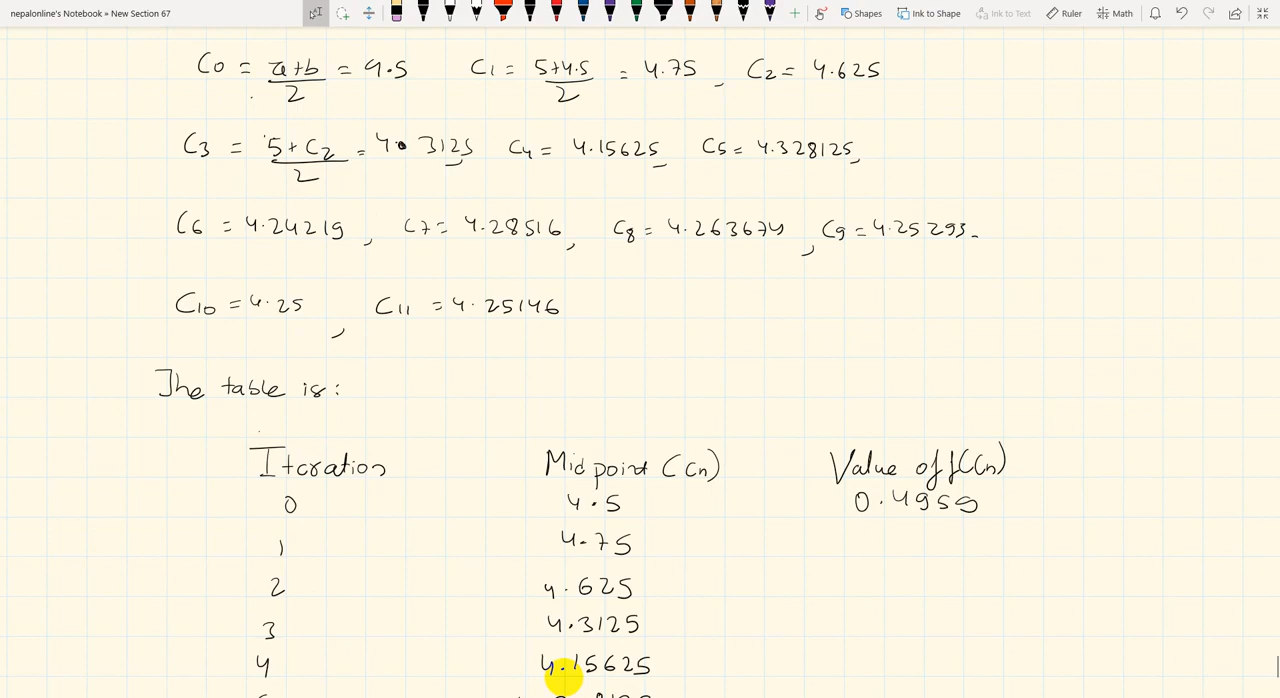 nepalonline's Notebook » New Section 67
Shapes Ink to Shape Ink to Text Ruler Math
C0 = a+b/2 = 9.5 C1 = 5+4.5/2 = 4.75, C2 = 4.625
C3 = 5+C2/2 = 4.3125 C4 = 4.15625, C5 = 4.328125,
C6 = 4.24219, C7 = 4.28516, C8 = 4.263674, C9 = 4.25293
C10 = 4.25, C11 = 4.25146
The table is:
Iteration Midpoint (Cn) Value of f(Cn)
0 4.5 0.4959
1 4.75
2 4.625
3 4.3125
4 4.15625